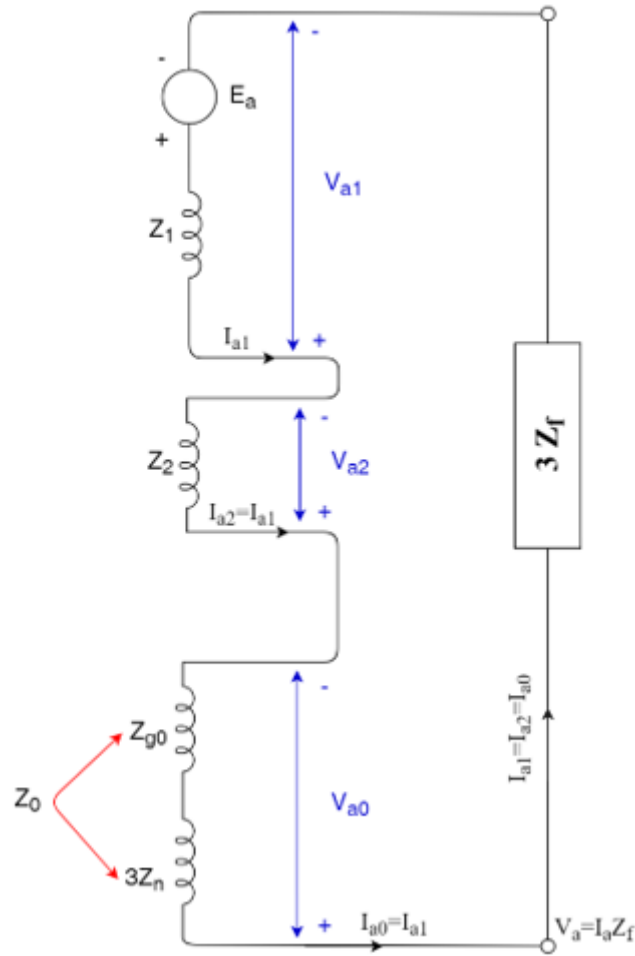 -
-
E_a
+
V_a1
Z_1
I_a1
+
-
Z_2
V_a2
3 Z_f
I_a2=I_a1
+
-
Z_g0
I_a1=I_a2=I_a0
Z_0
V_a0
3Z_n
I_a0=I_a1
+
V_a=I_aZ_f